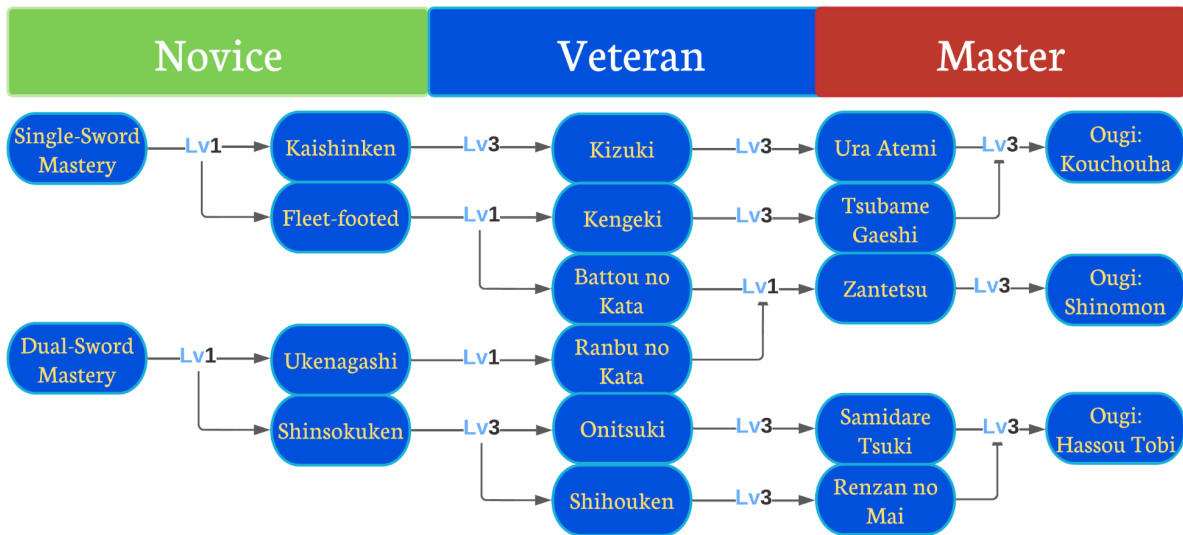 Novice
Veteran
Master
Single-Sword
Mastery
Lv1
Kaishinken
Lv3
Kizuki
Lv3
Ura Atemi
Lv3
Ougi:
Kouchouha
Fleet-footed
Lv1
Kengeki
Lv3
Tsubame
Gaeshi
Battou no
Kata
Lv1
Zantetsu
Lv3
Ougi:
Shinomon
Dual-Sword
Mastery
Lv1
Ukenagashi
Lv1
Ranbu no
Kata
Shinsokuken
Lv3
Onitsuki
Lv3
Samidare
Tsuki
Lv3
Ougi:
Hassou Tobi
Shihouken
Lv3
Renzan no
Mai